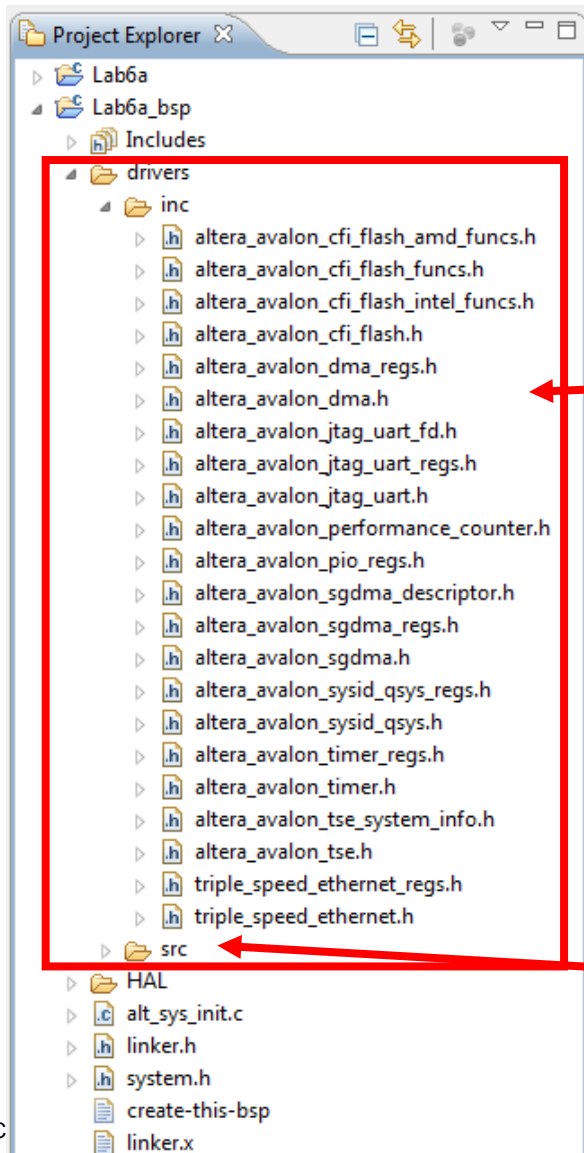 Project Explorer
Lab6a
Lab6a_bsp
Includes
drivers
inc
altera_avalon_cfi_flash_amd_funcs.h
altera_avalon_cfi_flash_funcs.h
altera_avalon_cfi_flash_intel_funcs.h
altera_avalon_cfi_flash.h
altera_avalon_dma_regs.h
altera_avalon_dma.h
altera_avalon_jtag_uart_fd.h
altera_avalon_jtag_uart_regs.h
altera_avalon_jtag_uart.h
altera_avalon_performance_counter.h
altera_avalon_pio_regs.h
altera_avalon_sgdma_descriptor.h
altera_avalon_sgdma_regs.h
altera_avalon_sgdma.h
altera_avalon_sysid_qsys_regs.h
altera_avalon_sysid_qsys.h
altera_avalon_timer_regs.h
altera_avalon_timer.h
altera_avalon_tse_system_info.h
altera_avalon_tse.h
triple_speed_ethernet_regs.h
triple_speed_ethernet.h
src
HAL
alt_sys_init.c
linker.h
system.h
create-this-bsp
linker.x